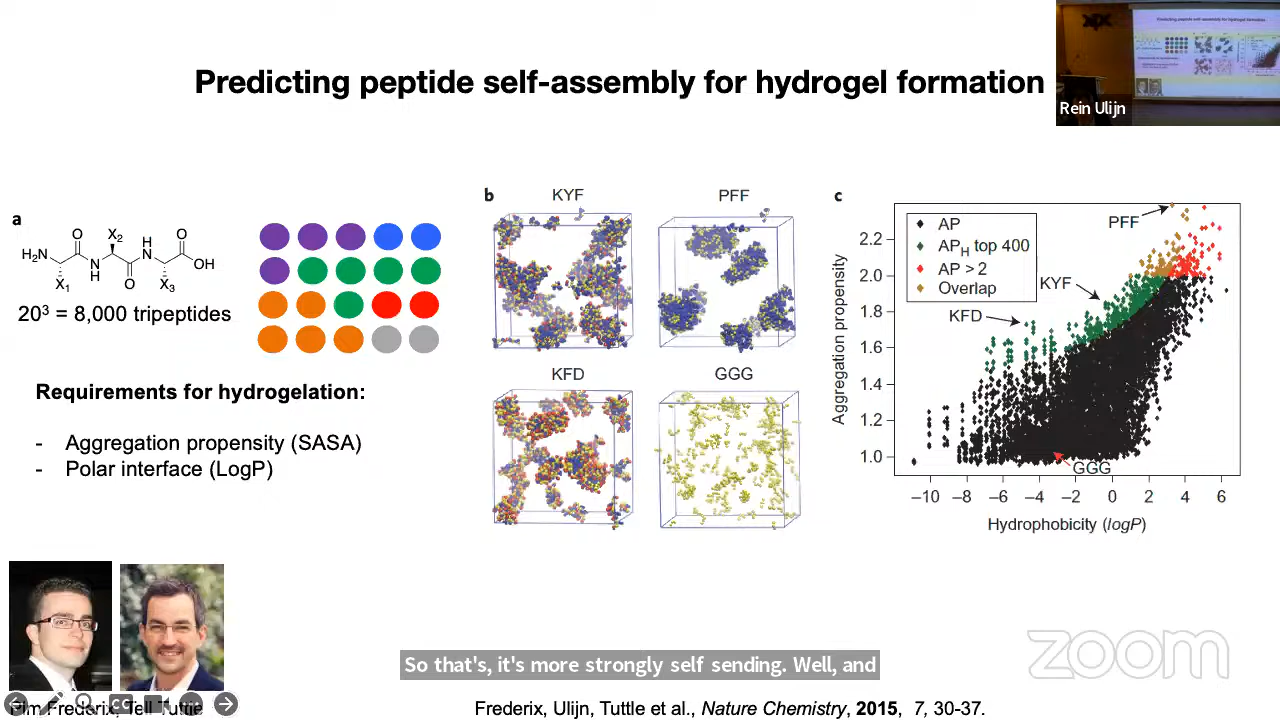 Predicting peptide self-assembly for hydrogel formation
Rein Ulijn
a
H₂N
X₁
O
N
H
X₂
O
H
N
X₃
O
OH
20³ = 8,000 tripeptides
Requirements for hydrogelation:
- Aggregation propensity (SASA)
- Polar interface (LogP)
b
KYF
PFF
KFD
GGG
c
AP
APH top 400
AP > 2
Overlap
PFF
KYF
KFD
GGG
Aggregation propensity
2.2
2.0
1.8
1.6
1.4
1.2
1.0
–10 –8 –6 –4 –2 0 2 4 6
Hydrophobicity (logP)
So that's, it's more strongly self sending. Well, and
zoom
CC
Frederix, Tell Tuttle
Frederix, Ulijn, Tuttle et al., Nature Chemistry, 2015, 7, 30-37.